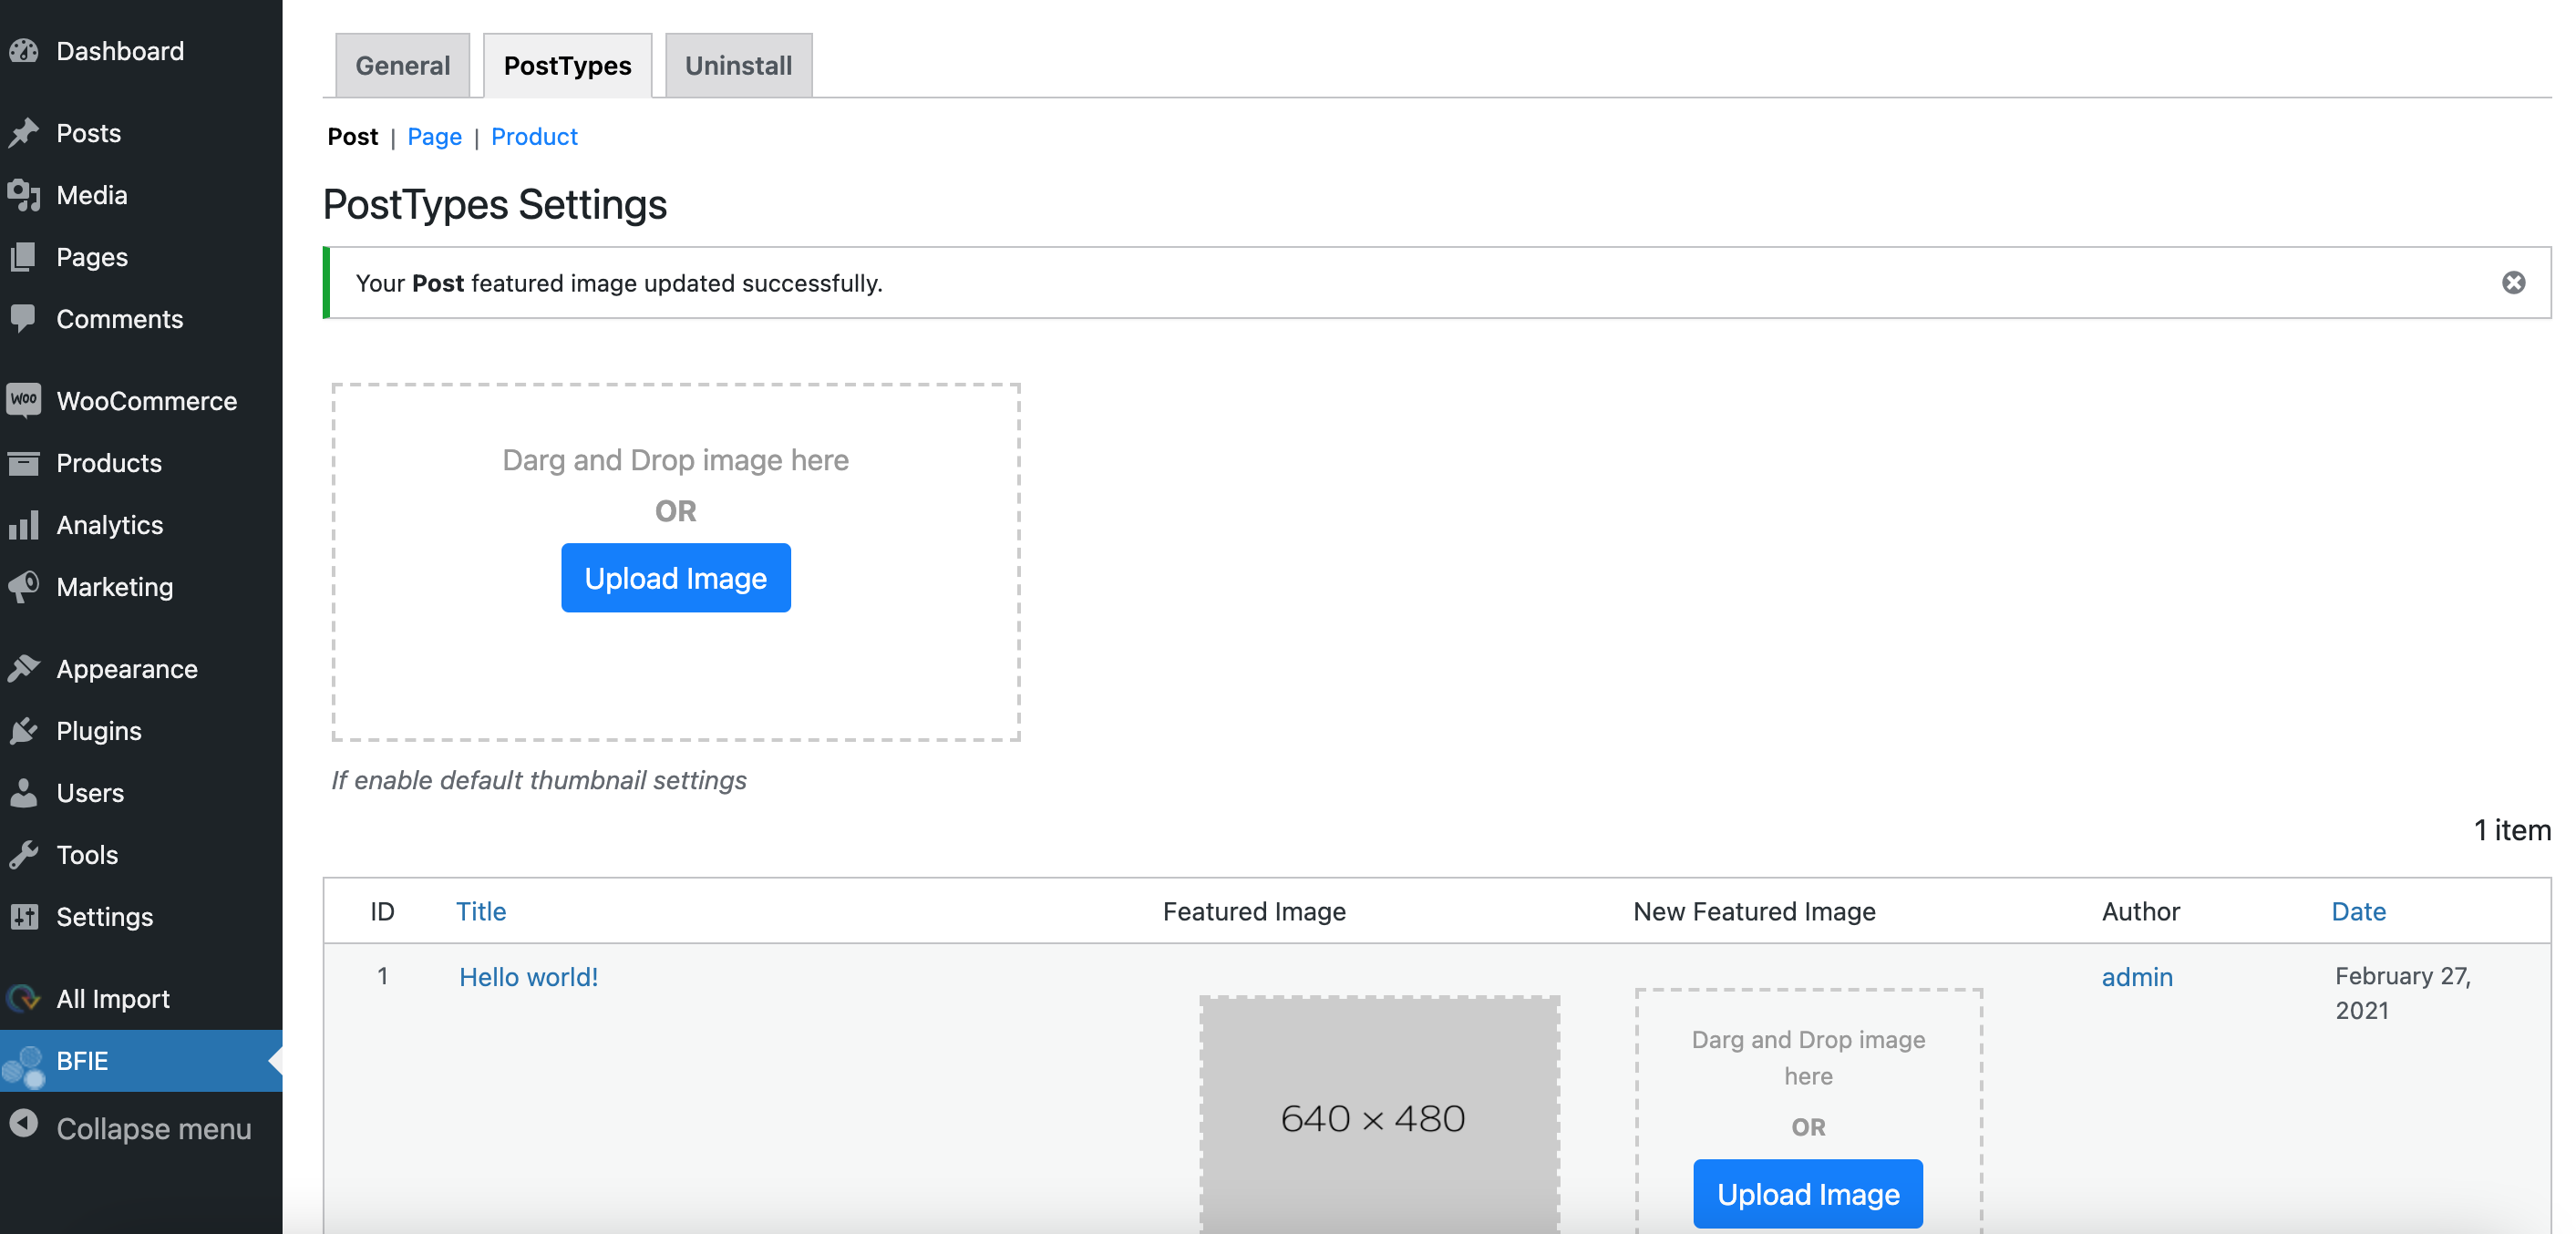 Dashboard
Posts
Media
Pages
Comments
Woo WooCommerce
Products
Analytics
Marketing
Appearance
Plugins
Users
Tools
Settings
All Import
BFIE
Collapse menu
General PostTypes Uninstall
Post | Page | Product
PostTypes Settings
Your Post featured image updated successfully.
Darg and Drop image here
OR
Upload Image
If enable default thumbnail settings
1 item
ID Title Featured Image New Featured Image Author Date
1 Hello world! admin February 27,
2021
640 × 480
Darg and Drop image
here
OR
Upload Image